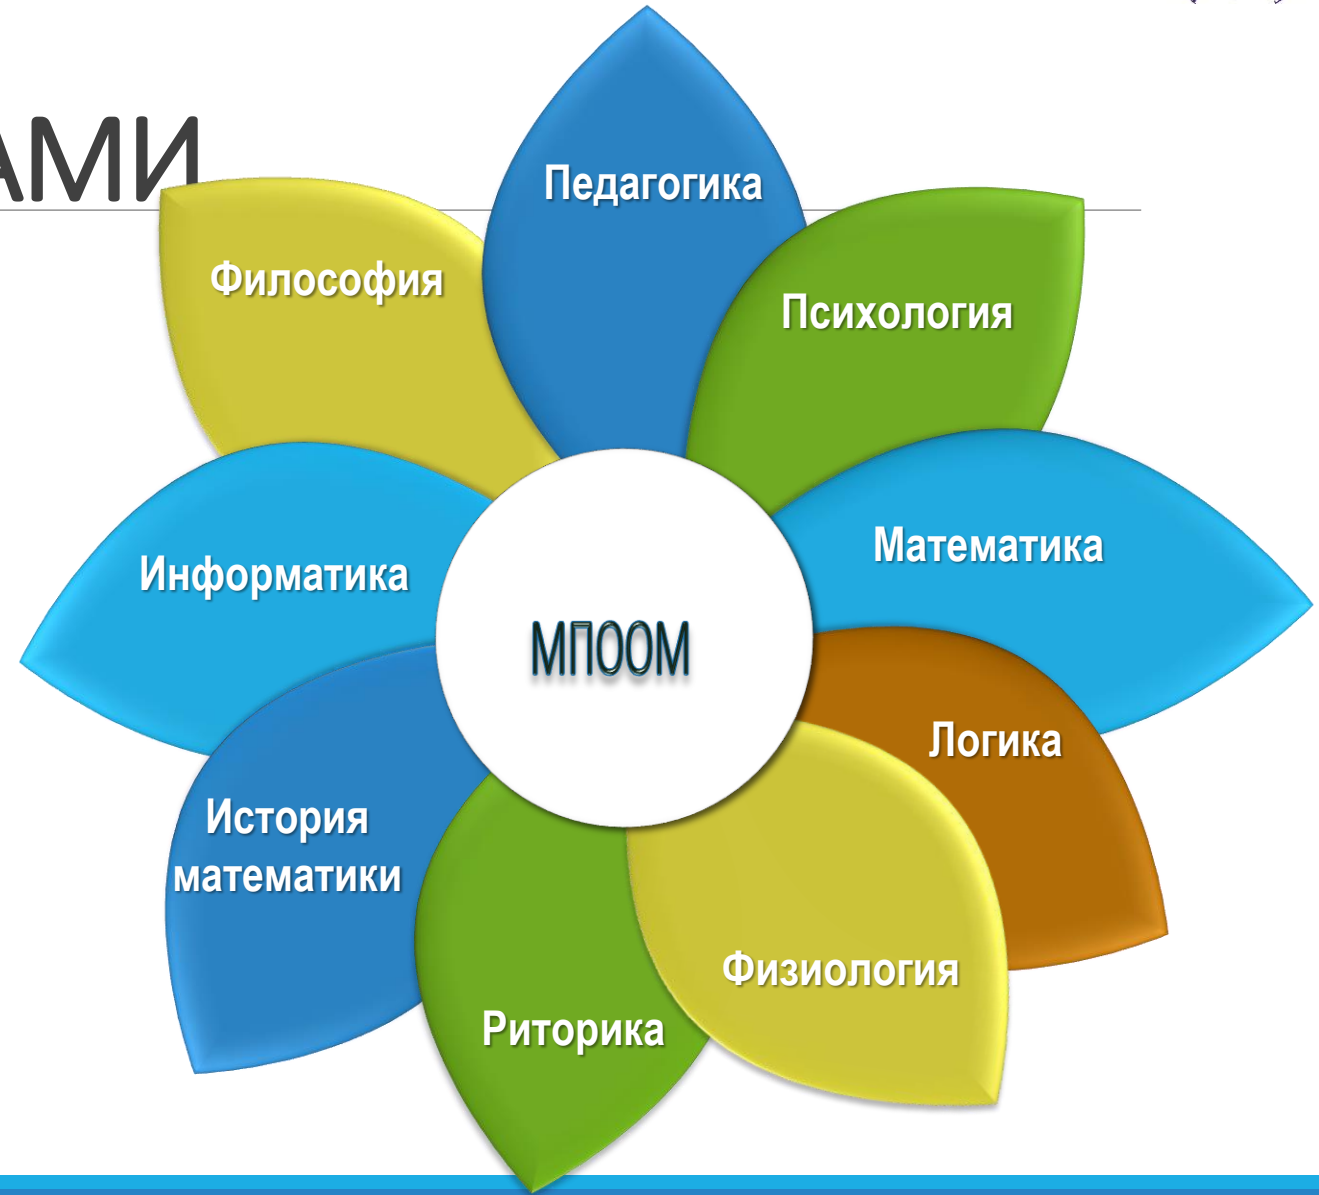 АМИ
Педагогика
Философия
Психология
Математика
Информатика
МПООМ
Логика
История
математики
Физиология
Риторика